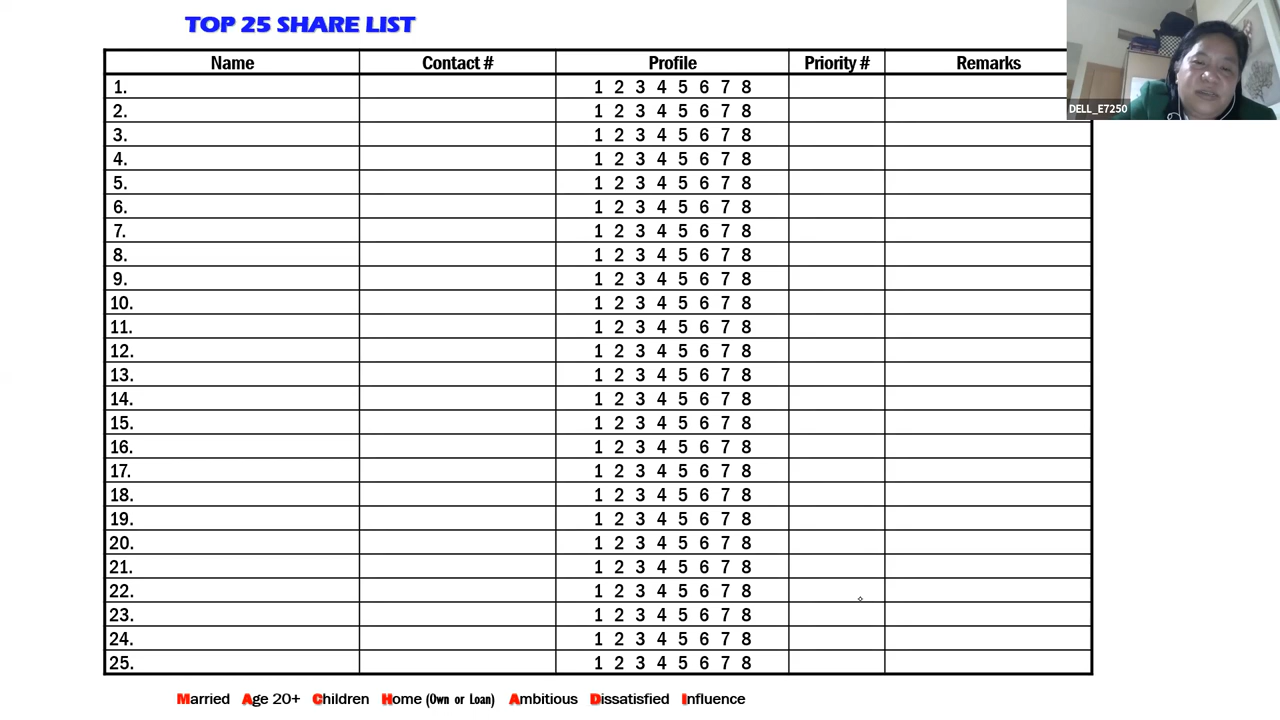 TOP 25 SHARE LIST
Name Contact # Profile Priority # Remarks
DELL_E7250
1. 1 2 3 4 5 6 7 8
2. 1 2 3 4 5 6 7 8
3. 1 2 3 4 5 6 7 8
4. 1 2 3 4 5 6 7 8
5. 1 2 3 4 5 6 7 8
6. 1 2 3 4 5 6 7 8
7. 1 2 3 4 5 6 7 8
8. 1 2 3 4 5 6 7 8
9. 1 2 3 4 5 6 7 8
10. 1 2 3 4 5 6 7 8
11. 1 2 3 4 5 6 7 8
12. 1 2 3 4 5 6 7 8
13. 1 2 3 4 5 6 7 8
14. 1 2 3 4 5 6 7 8
15. 1 2 3 4 5 6 7 8
16. 1 2 3 4 5 6 7 8
17. 1 2 3 4 5 6 7 8
18. 1 2 3 4 5 6 7 8
19. 1 2 3 4 5 6 7 8
20. 1 2 3 4 5 6 7 8
21. 1 2 3 4 5 6 7 8
22. 1 2 3 4 5 6 7 8
23. 1 2 3 4 5 6 7 8
24. 1 2 3 4 5 6 7 8
25. 1 2 3 4 5 6 7 8
Married Age 20+ Children Home (Own or Loan) Ambitious Dissatisfied Influence